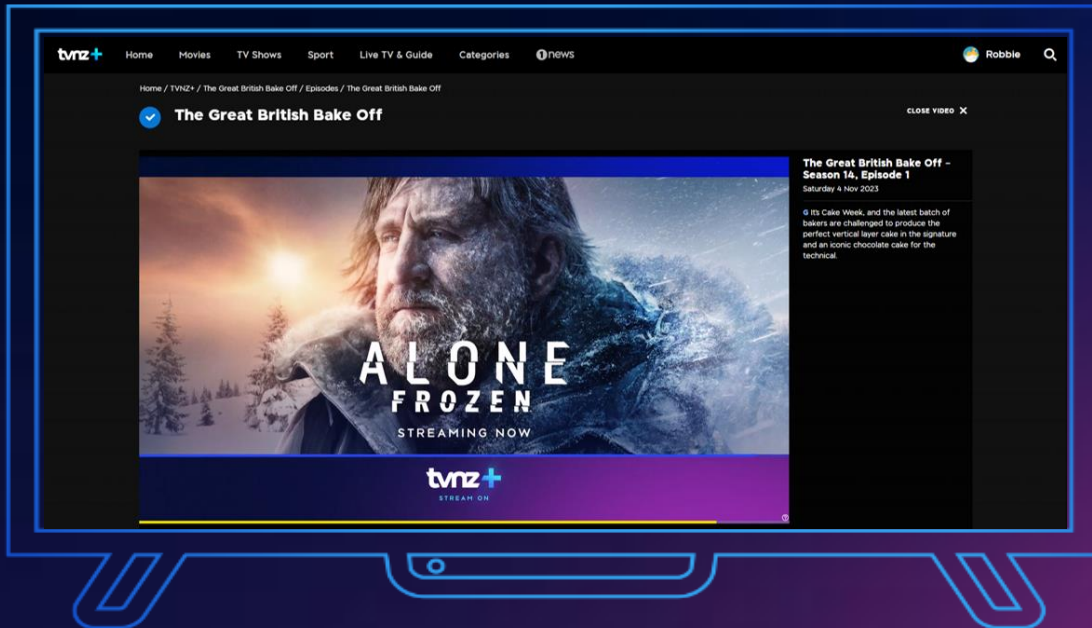 tvnz+ Home Movies TV Shows Sport Live TV & Guide Categories 1news Robbie
Home / TVNZ+ / The Great British Bake Off / Episodes / The Great British Bake Off
The Great British Bake Off
CLOSE VIDEO X
ALONE
FROZEN
STREAMING NOW
tvnz+
STREAM ON
The Great British Bake Off -
Season 14, Episode 1
Saturday 4 Nov 2023
G It's Cake Week, and the latest batch of
bakers are challenged to produce the
perfect vertical layer cake in the signature
and an iconic chocolate cake for the
technical.